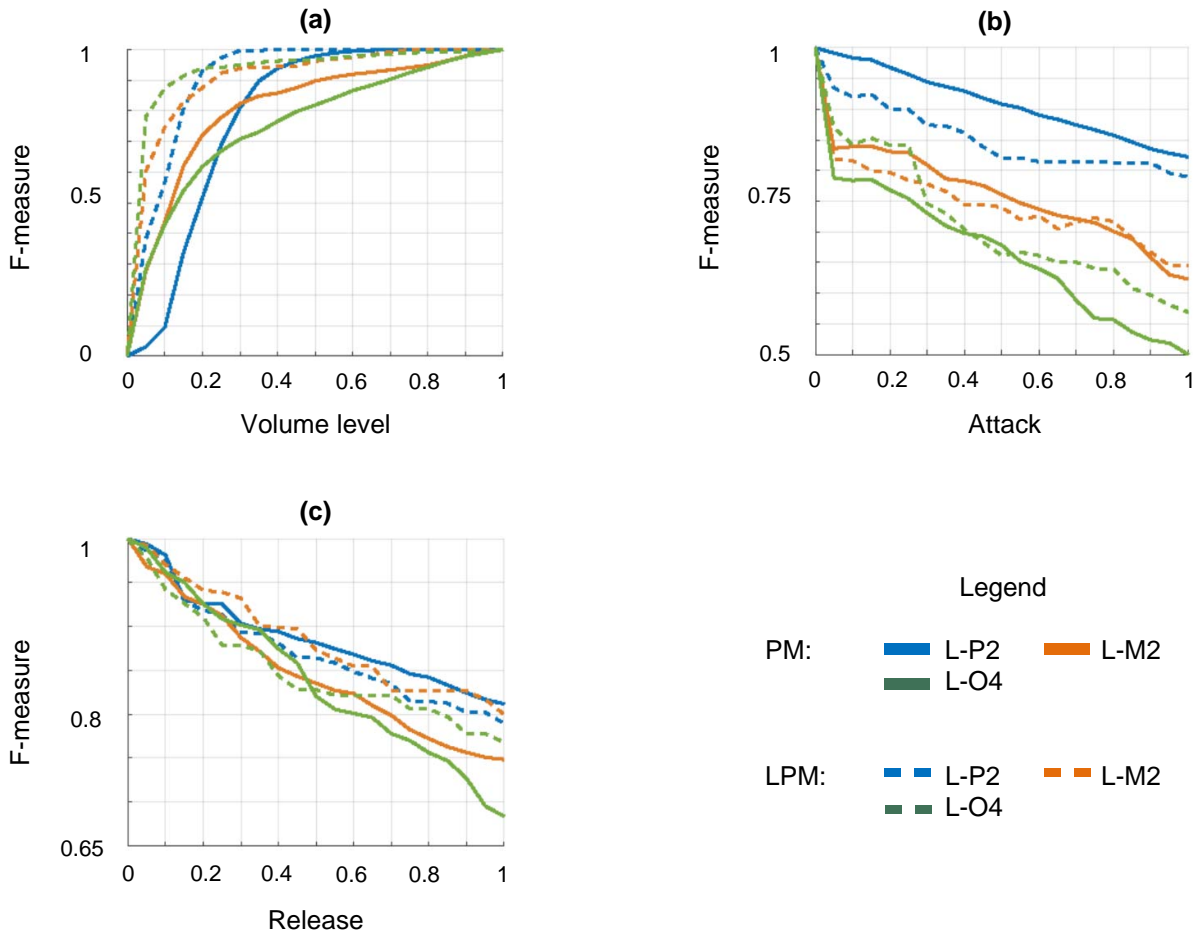 (a)
1
0.5
0
0 0.2 0.4 0.6 0.8 1
F-measure
Volume level
(b)
1
0.75
0.5
0 0.2 0.4 0.6 0.8 1
F-measure
Attack
(c)
1
0.8
0.65
0 0.2 0.4 0.6 0.8 1
F-measure
Release
Legend
PM: L-P2 L-M2
L-O4
LPM: L-P2 L-M2
L-O4